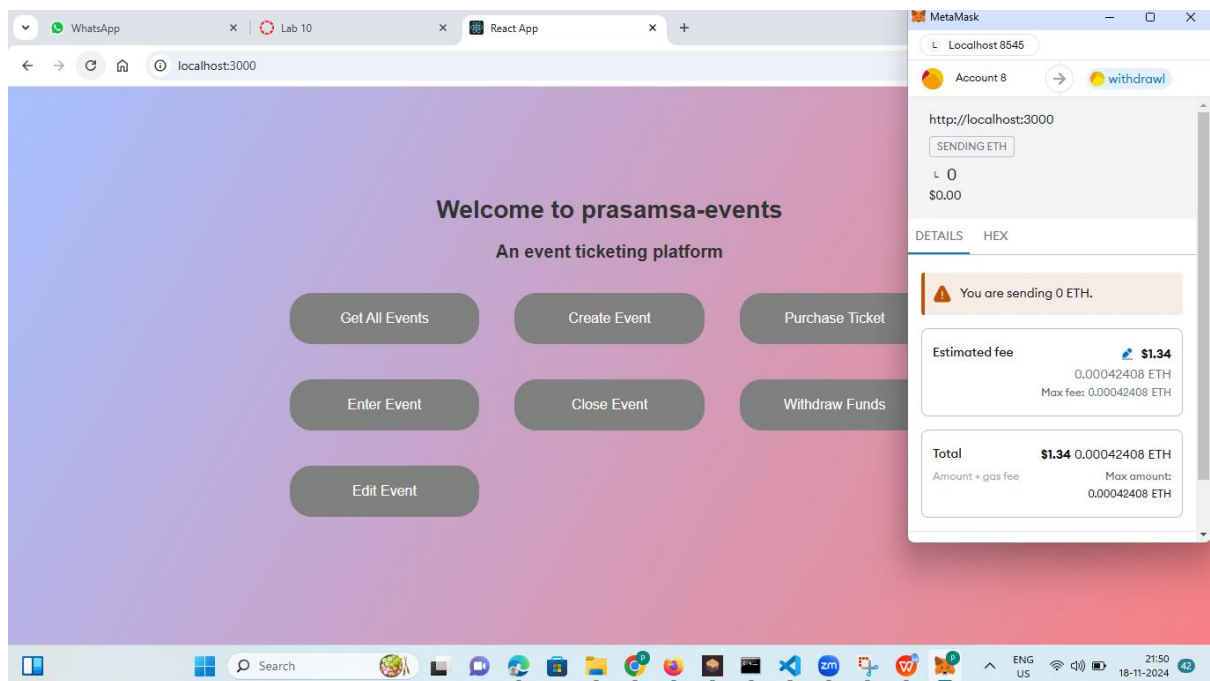 WhatsApp
Lab 10
React App
localhost:3000
Welcome to prasamsa-events
An event ticketing platform
Get All Events
Create Event
Purchase Ticket
Enter Event
Close Event
Withdraw Funds
Edit Event
MetaMask
L Localhost 8545
Account 8
withdrawl
http://localhost:3000
SENDING ETH
L 0
$0.00
DETAILS HEX
You are sending 0 ETH.
Estimated fee $1.34
0.00042408 ETH
Max fee: 0.00042408 ETH
Total $1.34 0.00042408 ETH
Amount + gas fee Max amount:
0.00042408 ETH
Search
zm
ENG
US
21:50
18-11-2024
42